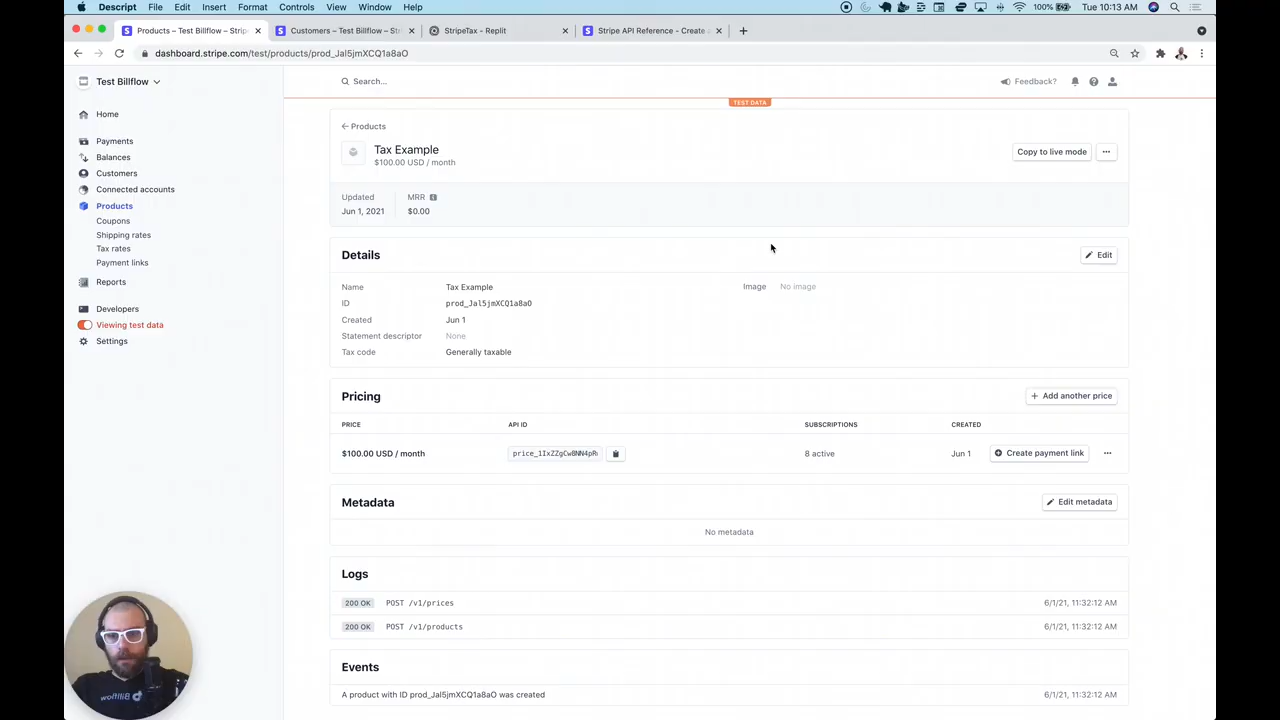 Descript File Edit Insert Format Controls View Window Help 100% Tue 10:13 AM
Products – Test Billflow – Strip
Customers – Test Billflow – St
StripeTax - Replit
Stripe API Reference - Create a
dashboard.stripe.com/test/products/prod_Jal5jmXCQ1a8aO
Test Billflow
Search...
Feedback?
TEST DATA
Home
Payments
Balances
Customers
Connected accounts
Products
Coupons
Shipping rates
Tax rates
Payment links
Reports
Developers
Viewing test data
Settings
Products
Tax Example
$100.00 USD / month
Copy to live mode
Updated MRR
Jun 1, 2021 $0.00
Details Edit
Name Tax Example Image No image
ID prod_Jal5jmXCQ1a8aO
Created Jun 1
Statement descriptor None
Tax code Generally taxable
Pricing Add another price
PRICE API ID SUBSCRIPTIONS CREATED
$100.00 USD / month price_1IxZZgCw8NN4pR 8 active Jun 1 Create payment link
Metadata Edit metadata
No metadata
Logs
200 OK POST /v1/prices 6/1/21, 11:32:12 AM
200 OK POST /v1/products 6/1/21, 11:32:12 AM
Events
A product with ID prod_Jal5jmXCQ1a8aO was created 6/1/21, 11:32:12 AM
Billflow